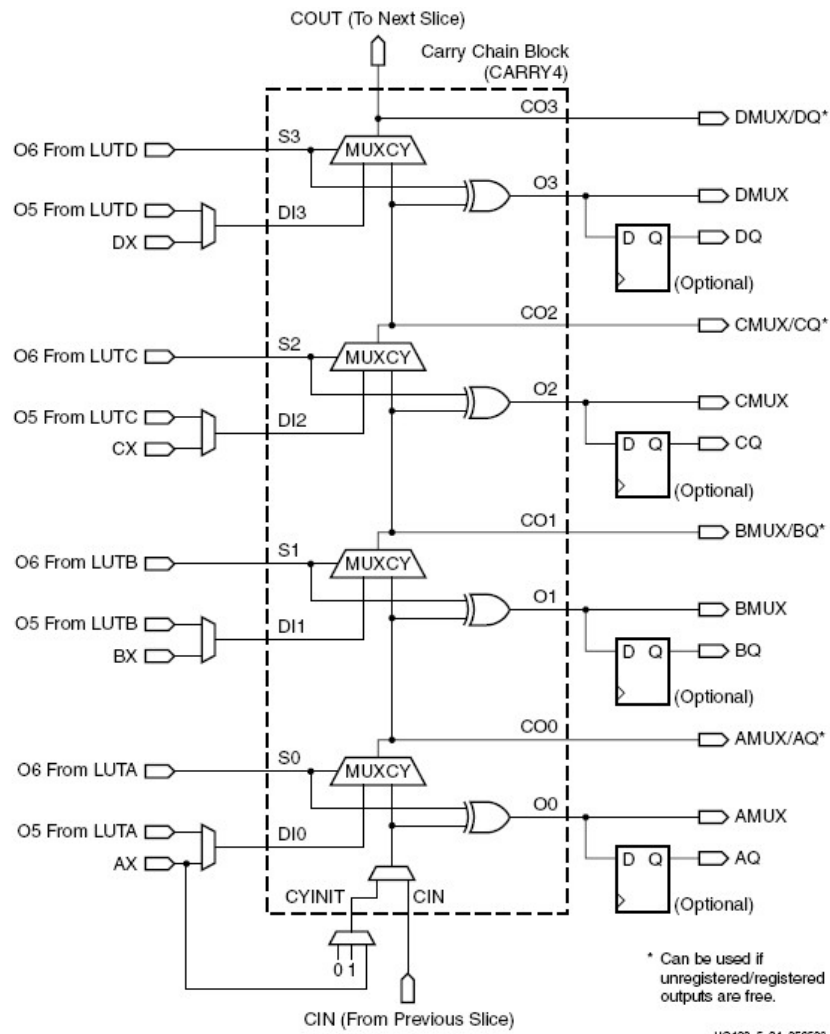 COUT (To Next Slice)
Carry Chain Block
(CARRY4)
CO3
DMUX/DQ*
O6 From LUTD
S3
MUXCY
O3
DMUX
O5 From LUTD
DI3
DX
D Q
DQ
(Optional)
CO2
CMUX/CQ*
O6 From LUTC
S2
MUXCY
O2
CMUX
O5 From LUTC
DI2
CX
D Q
CQ
(Optional)
CO1
BMUX/BQ*
O6 From LUTB
S1
MUXCY
O1
BMUX
O5 From LUTB
DI1
BX
D Q
BQ
(Optional)
CO0
AMUX/AQ*
O6 From LUTA
S0
MUXCY
O0
AMUX
O5 From LUTA
DI0
AX
D Q
AQ
CYINIT
CIN
(Optional)
0 1
* Can be used if
unregistered/registered
outputs are free.
CIN (From Previous Slice)